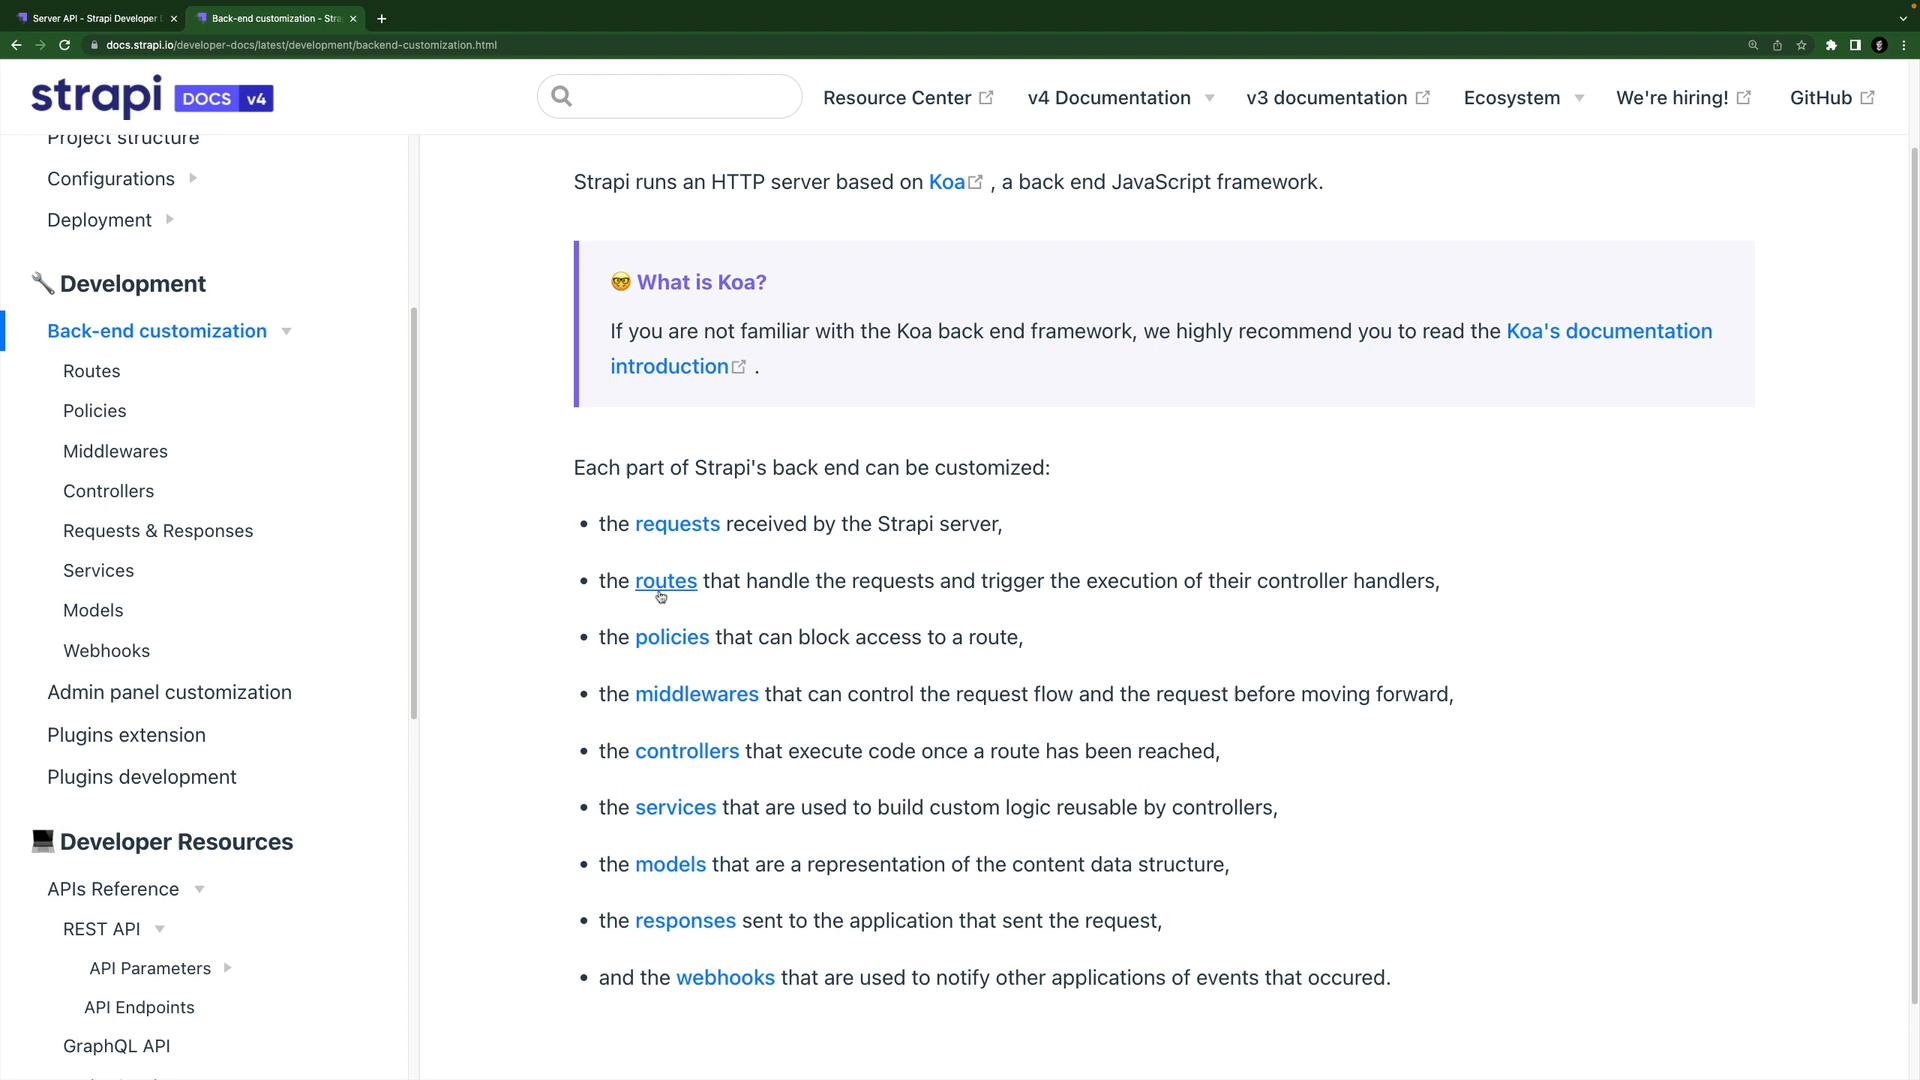 Server API - Strapi Developer D
Back-end customization - Stra
docs.strapi.io/developer-docs/latest/development/backend-customization.html
strapi DOCS v4
Resource Center
v4 Documentation
v3 documentation
Ecosystem
We're hiring!
GitHub
Project structure
Configurations
Deployment
Development
Back-end customization
Routes
Policies
Middlewares
Controllers
Requests & Responses
Services
Models
Webhooks
Admin panel customization
Plugins extension
Plugins development
Developer Resources
APIs Reference
REST API
API Parameters
API Endpoints
GraphQL API
Strapi runs an HTTP server based on Koa , a back end JavaScript framework.
What is Koa?
If you are not familiar with the Koa back end framework, we highly recommend you to read the Koa's documentation
introduction .
Each part of Strapi's back end can be customized:
• the requests received by the Strapi server,
• the routes that handle the requests and trigger the execution of their controller handlers,
• the policies that can block access to a route,
• the middlewares that can control the request flow and the request before moving forward,
• the controllers that execute code once a route has been reached,
• the services that are used to build custom logic reusable by controllers,
• the models that are a representation of the content data structure,
• the responses sent to the application that sent the request,
• and the webhooks that are used to notify other applications of events that occured.